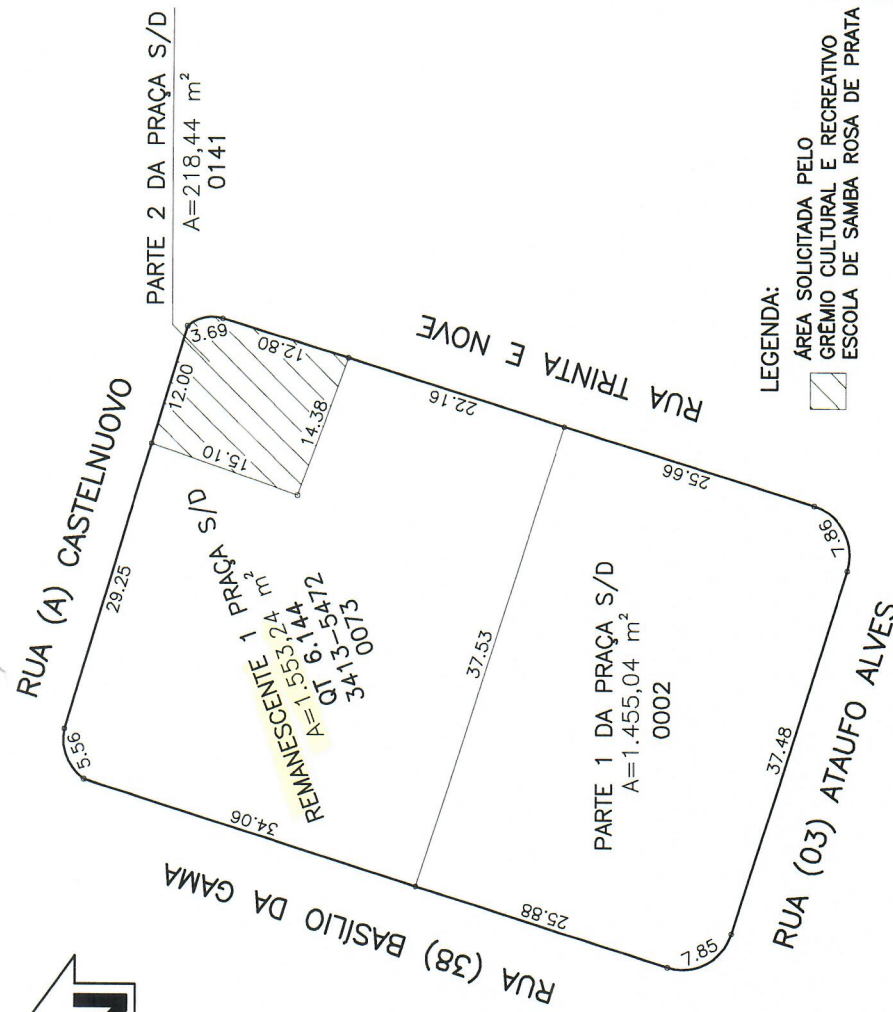 PARTE 2 DA PRAÇA S/D
A=218,44 m²
0141
RUA (A) CASTELNUOVO
3.69
12.00
12.80
15.10
14.38
29.25
5.56
RUA TRINTA E NOVE
22.16
REMANESCENTE 1 PRAÇA S/D
A=1.553,24 m²
QT 6.144
3413-5472
0073
34.06
RUA (38) BASÍLIO DA GAMA
37.53
25.66
PARTE 1 DA PRAÇA S/D
A=1.455,04 m²
0002
25.88
7.86
7.85
37.48
RUA (03) ATAUFO ALVES
LEGENDA:
ÁREA SOLICITADA PELO
GRÊMIO CULTURAL E RECREATIVO
ESCOLA DE SAMBA ROSA DE PRATA